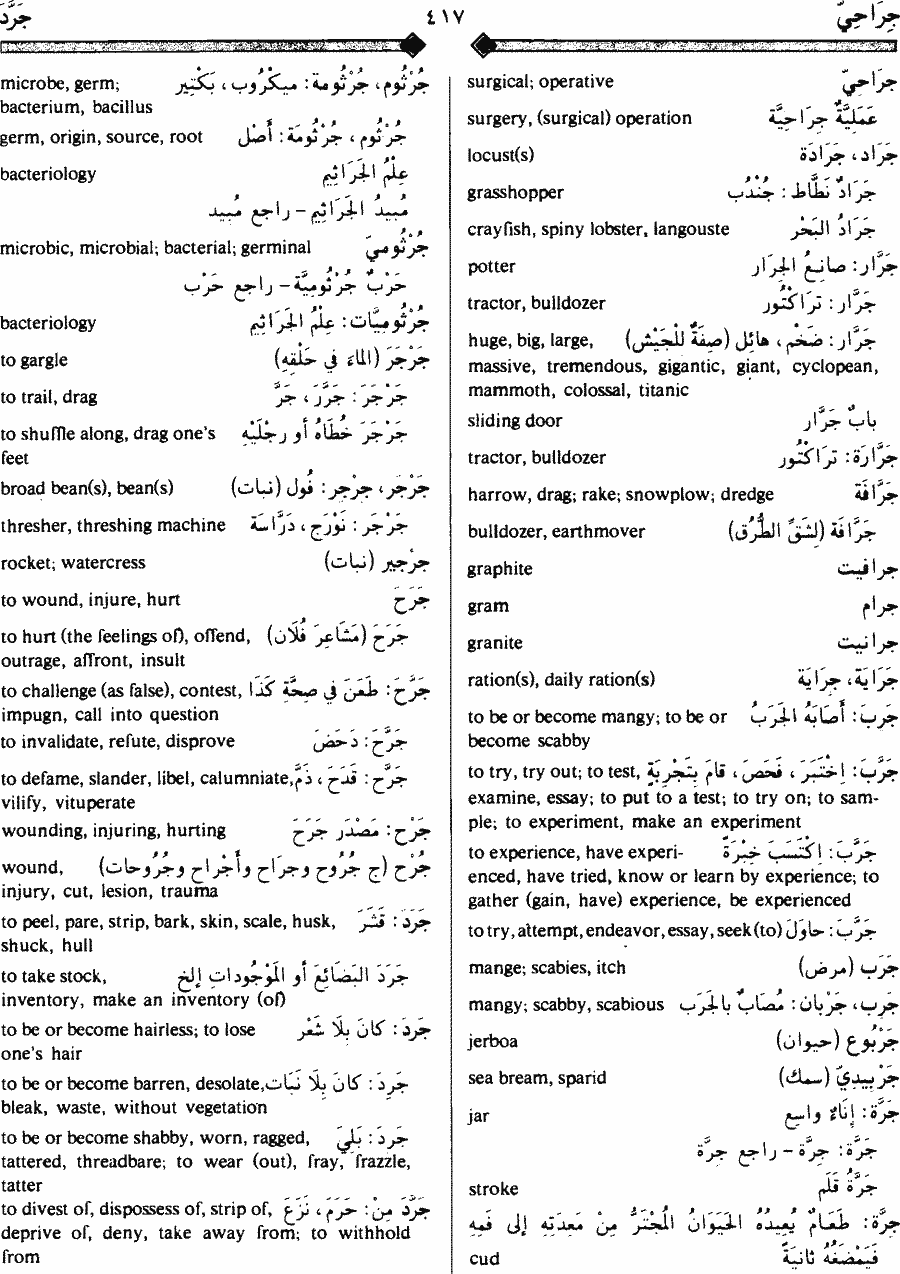 جِرَاحِيّ
٤١٧
جَرَّدَ
surgical; operative جِرَاحِيّ
surgery, (surgical) operation عَمَلِيَّةٌ جِرَاحِيَّة
locust(s) جَرَاد، جَرَادَة
grasshopper جَرَادٌ نَطَّاط : جُنْدُب
crayfish, spiny lobster, langouste جَرَادُ البَحْر
potter جَرَّار: صَانِعُ الجِرَار
tractor, bulldozer جَرَّار: تراكْتُور
huge, big, large, جَرَّار : ضَخْم، هائِل (صِفَةٌ لِلْجَيْش)
massive, tremendous, gigantic, giant, cyclopean,
mammoth, colossal, titanic
sliding door بابٌ جَرَّار
tractor, bulldozer جَرَّارَة: تراكْتُور
harrow, drag; rake; snowplow; dredge جَرَّافَة
bulldozer, earthmover جَرَّافَة (لِشَقِّ الطُّرُق)
graphite جرافيت
gram جرام
granite جرانيت
ration(s), daily ration(s) جَرَايَة، جِرَايَة
to be or become mangy; to be or جَرِبَ: أصَابَهُ الجَرَبُ
become scabby
to try, try out; to test, جَرَّبَ: اِخْتَبَرَ ، فَحَصَ، قامَ بِتَجْرِبَةٍ
examine, essay; to put to a test; to try on; to sam-
ple; to experiment, make an experiment
to experience, have experi- جَرَّبَ: اِكْتَسَبَ خِبْرَةً
enced, have tried, know or learn by experience; to
gather (gain, have) experience, be experienced
to try, attempt, endeavor, essay, seek (to) جَرَّبَ: حاوَلَ
mange; scabies, itch جَرَب (مرض)
mangy; scabby, scabious جَرِب، جَرْبان: مُصَابٌ بِالجَرَب
jerboa جَرْبُوع (حيوان)
sea bream, sparid جَرْبِيدِيّ (سمك)
jar جَرَّة: إنَاءٌ واسِع
جَرَّة: جِرَّة - راجع جِرَّة
stroke جَرَّةُ قَلَم
جِرَّة: طَعَامٌ يُعِيدُهُ الحَيَوَانُ المُجْتَرُّ مِن مَعِدَتِهِ إلى فَمِهِ
cud فَيَمْضَغُهُ ثانِيَةً
microbe, germ; جُرْثُوم، جُرْثُومة: ميكْرُوب، بَكْتِير
bacterium, bacillus
germ, origin, source, root جُرْثُوم ، جُرْثُومَة: أصْل
bacteriology عِلْمُ الجَرَاثِيم
مُبِيدُ الجَرَاثِيم - راجع مُبِيد
microbic, microbial; bacterial; germinal جُرْثُوميّ
حَرْبٌ جُرْثُومِيَّة - راجع حَرْب
bacteriology جُرْثُومِيَّات: عِلْمُ الجَرَاثِيم
to gargle جَرْجَرَ (الماءَ في حَلْقِهِ)
to trail, drag جَرْجَرَ: جَرَّرَ، جَرَّ
to shuffle along, drag one's جَرْجَرَ خُطَاهُ أو رِجْلَيْهِ
feet
broad bean(s), bean(s) جَرْجَر، جِرْجِر: فُول (نبات)
thresher, threshing machine جَرْجَر: نَوْرَج، دَرَّاسَة
rocket; watercress جِرْجِير (نبات)
to wound, injure, hurt جَرَحَ
to hurt (the feelings of), offend, جَرَحَ (مَشَاعِرَ فُلَان)
outrage, affront, insult
to challenge (as false), contest, جَرَّحَ: طَعَنَ في صِحَّةِ كَذا
impugn, call into question
to invalidate, refute, disprove جَرَّحَ: دَحَضَ
to defame, slander, libel, calumniate, جَرَّحَ: قَدَحَ، ذَمَّ
vilify, vituperate
wounding, injuring, hurting جَرْح: مَصْدَر جَرَحَ
wound, جُرْح (ج جُرُوح وجِرَاح وأجْرَاح وجُرُوحات)
injury, cut, lesion, trauma
to peel, pare, strip, bark, skin, scale, husk, جَرَدَ: قَشَّرَ
shuck, hull
to take stock, جَرَدَ البَضَائِعَ أو المَوْجُوداتِ إلخ
inventory, make an inventory (of)
to be or become hairless; to lose جَرِدَ: كانَ بِلَا شَعْر
one's hair
to be or become barren, desolate, جَرِدَ: كانَ بِلَا نَبَات
bleak, waste, without vegetation
to be or become shabby, worn, ragged, جَرِدَ: بَلِيَ
tattered, threadbare; to wear (out), fray, frazzle,
tatter
to divest of, dispossess of, strip of, جَرَّدَ مِنْ: حَرَمَ، نَزَعَ
deprive of, deny, take away from; to withhold
from